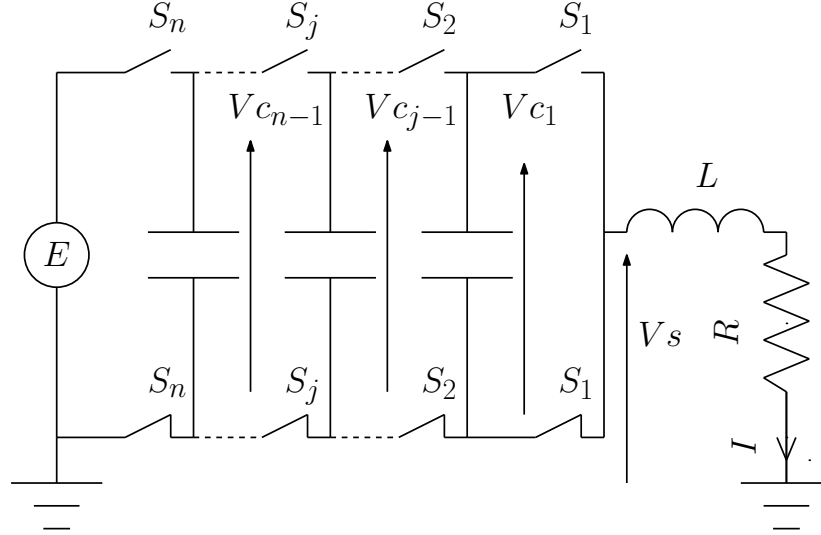 S_n S_j S_2 S_1
Vc_{n-1} Vc_{j-1} Vc_1
L
E
Vs
R
S_n S_j S_2 S_1
I